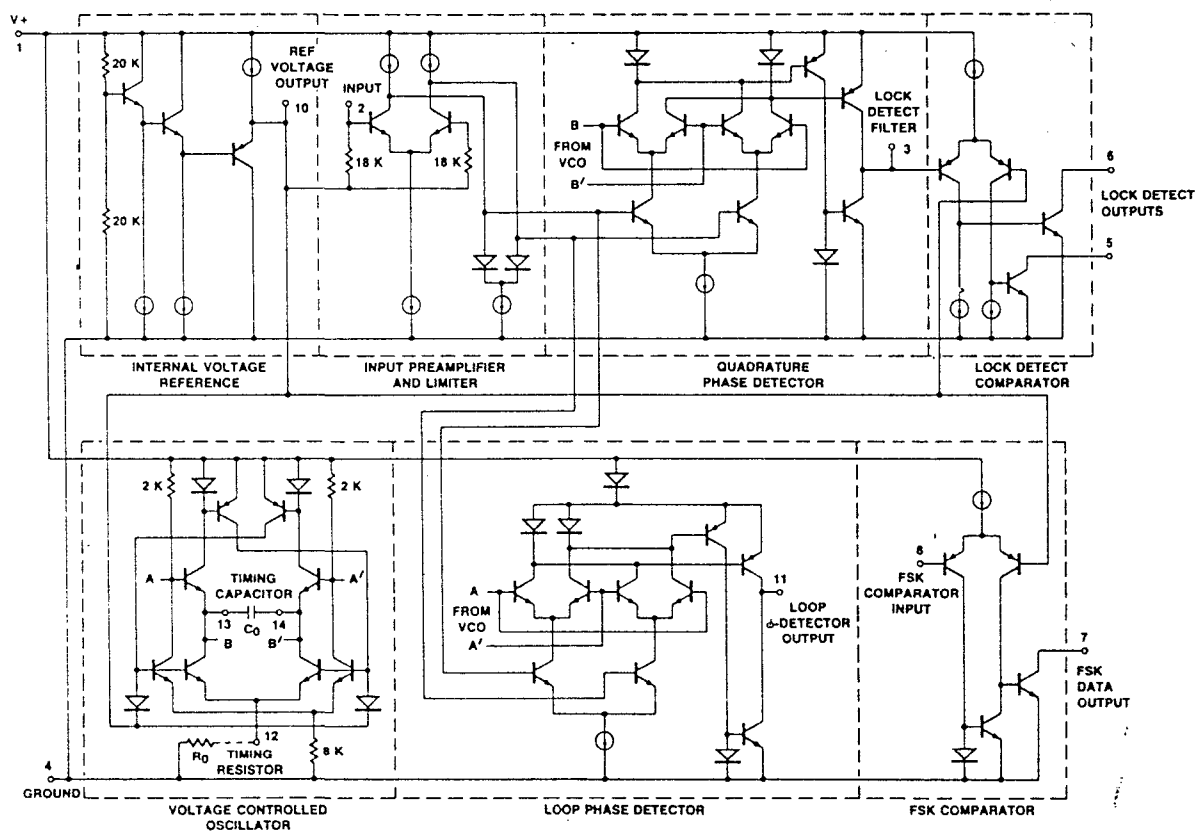 V+
1
20 K
20 K
REF
VOLTAGE
OUTPUT
10
INPUT
2
18 K
18 K
B
FROM
VCO
B'
LOCK
DETECT
FILTER
3
6
LOCK DETECT
OUTPUTS
5
INTERNAL VOLTAGE
REFERENCE
INPUT PREAMPLIFIER
AND LIMITER
QUADRATURE
PHASE DETECTOR
LOCK DETECT
COMPARATOR
2 K
2 K
A
TIMING
CAPACITOR
A'
13
C0
14
B
B'
12
R0
TIMING
RESISTOR
8 K
4
GROUND
A
FROM
VCO
A'
11
LOOP
ϕ-DETECTOR
OUTPUT
8
FSK
COMPARATOR
INPUT
7
FSK
DATA
OUTPUT
VOLTAGE CONTROLLED
OSCILLATOR
LOOP PHASE DETECTOR
FSK COMPARATOR